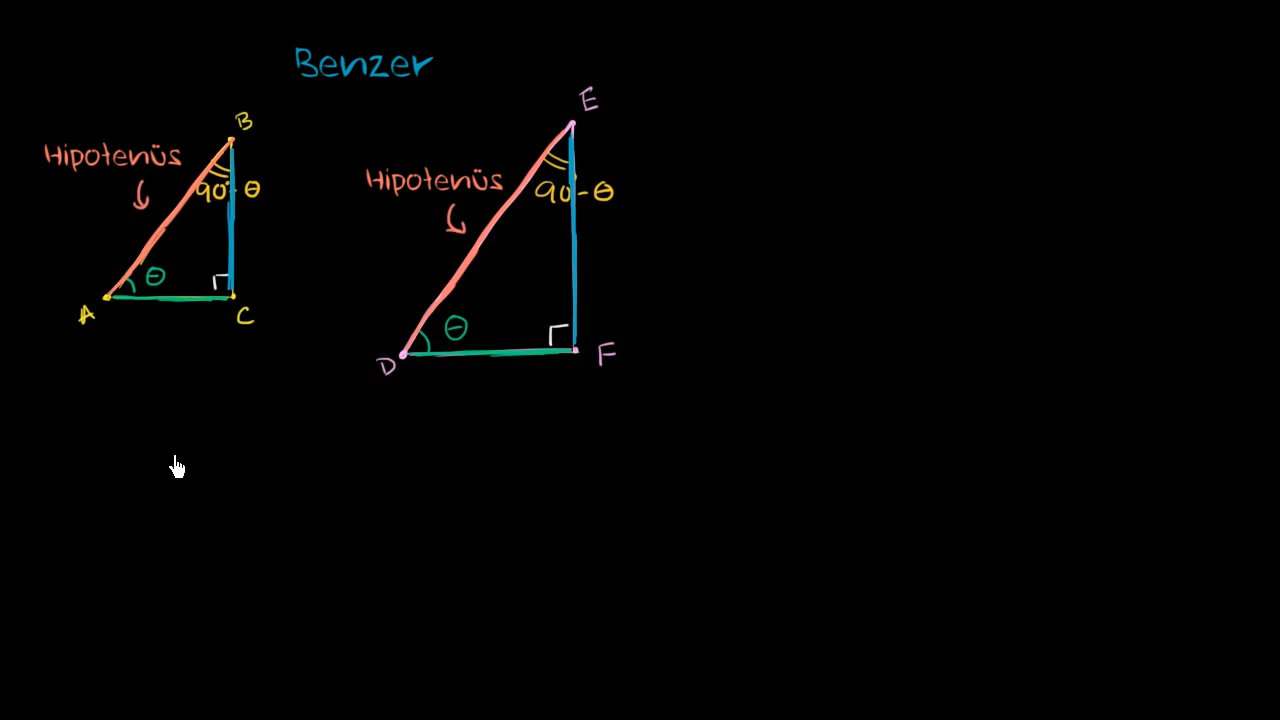 Benzer
B
Hipotenüs
90-θ
θ
A
C
E
Hipotenüs
90-θ
θ
D
F